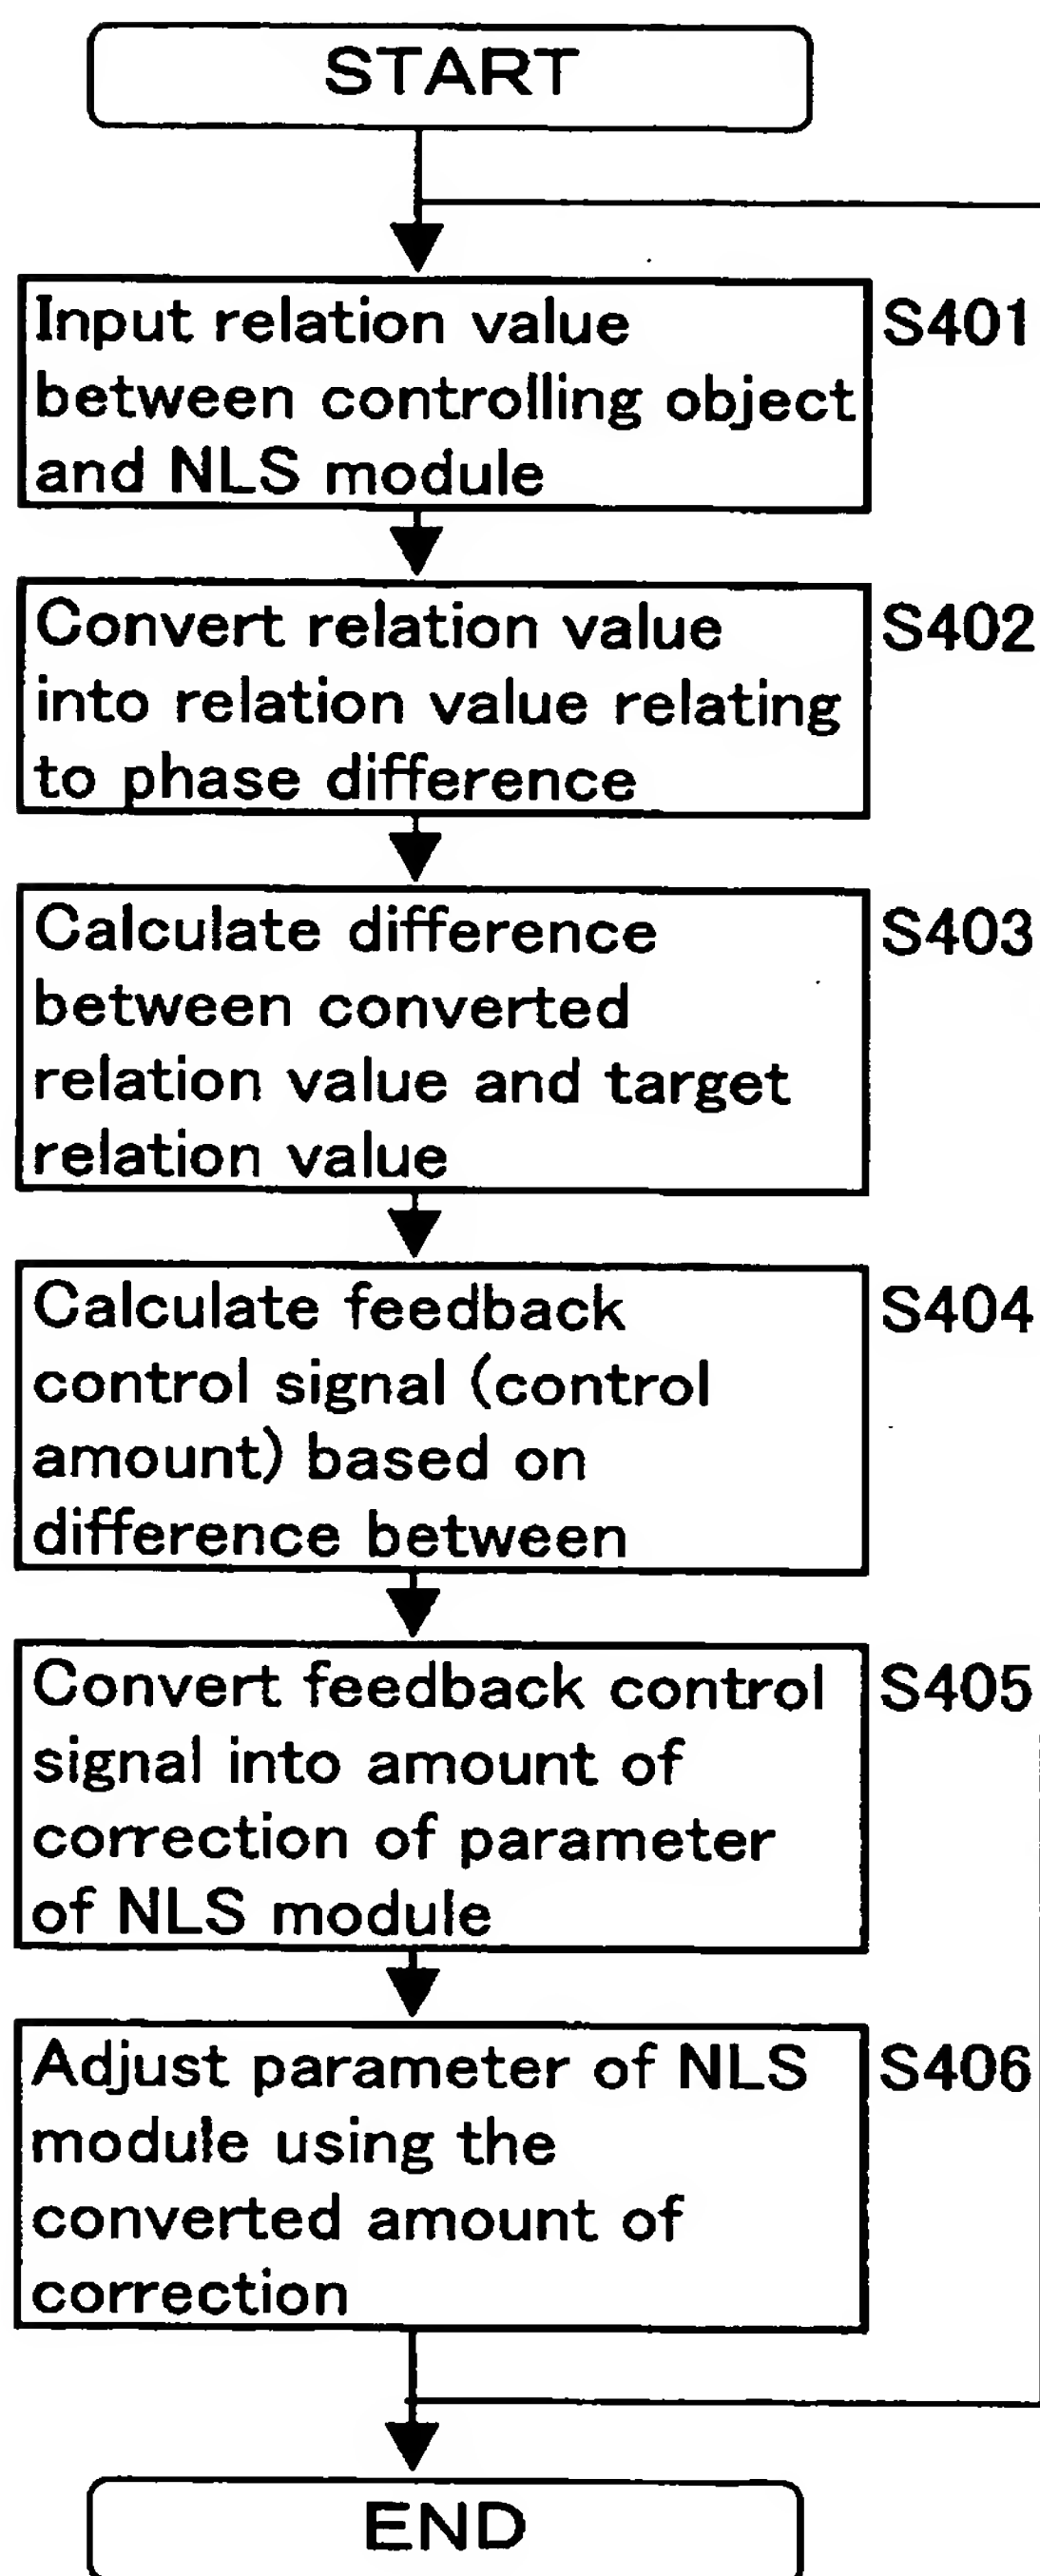 START
Input relation value
between controlling object
and NLS module
S401
Convert relation value
into relation value relating
to phase difference
S402
Calculate difference
between converted
relation value and target
relation value
S403
Calculate feedback
control signal (control
amount) based on
difference between
S404
Convert feedback control
signal into amount of
correction of parameter
of NLS module
S405
Adjust parameter of NLS
module using the
converted amount of
correction
S406
END